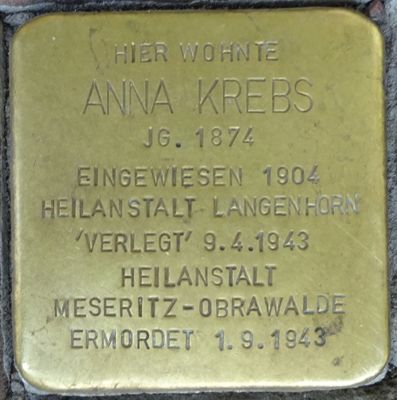 HIER WOHNTE
ANNA KREBS
JG. 1874
EINGEWIESEN 1904
HEILANSTALT LANGENHORN
'VERLEGT' 9.4.1943
HEILANSTALT
MESERITZ-OBRAWALDE
ERMORDET 1.9.1943